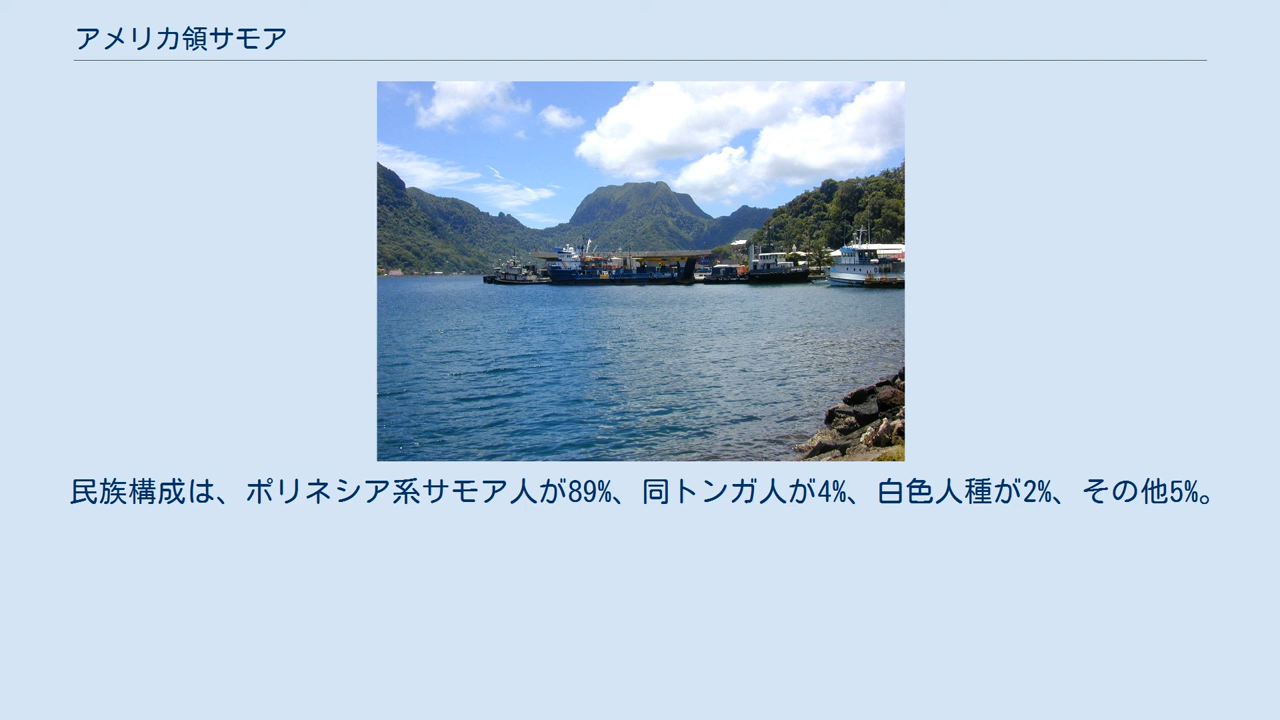 アメリカ領サモア
民族構成は、ポリネシア系サモア人が89%、同トンガ人が4%、白色人種が2%、その他5%。